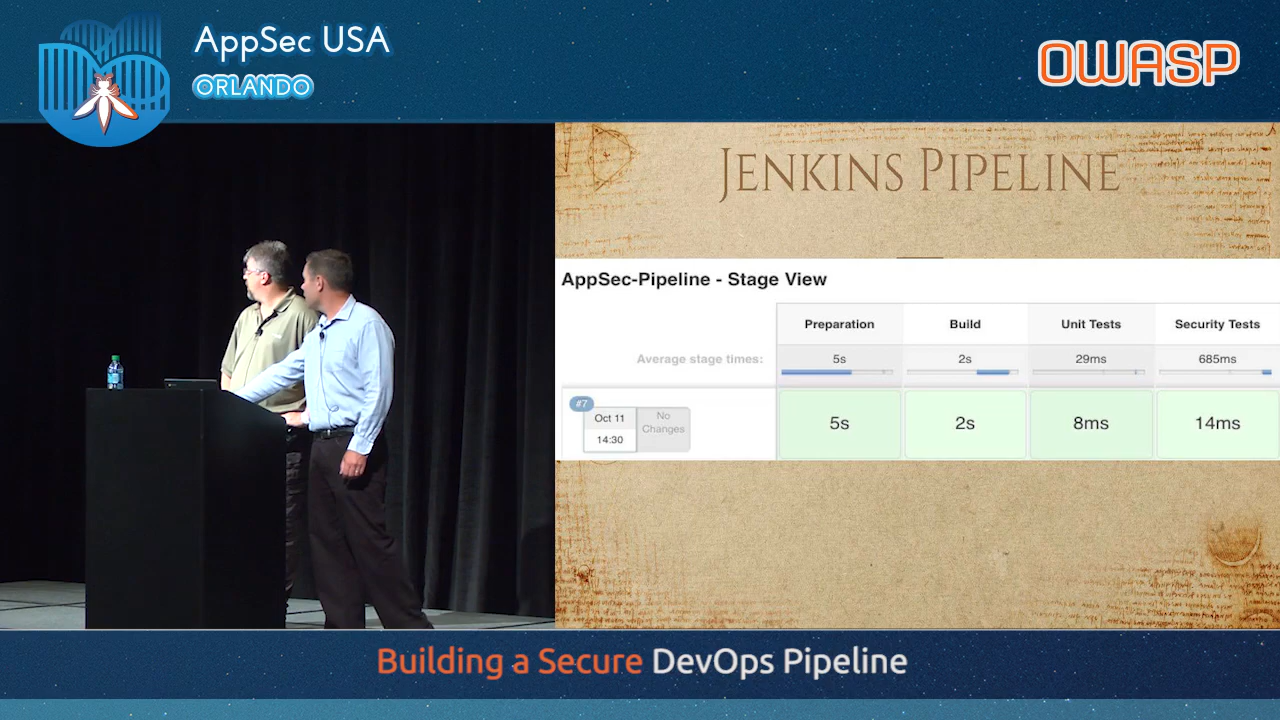 AppSec USA
ORLANDO
OWASP
JENKINS PIPELINE
AppSec-Pipeline - Stage View
Preparation Build Unit Tests Security Tests
Average stage times: 5s 2s 29ms 685ms
#7
Oct 11 No
Changes
14:30
5s 2s 8ms 14ms
Building a Secure DevOps Pipeline